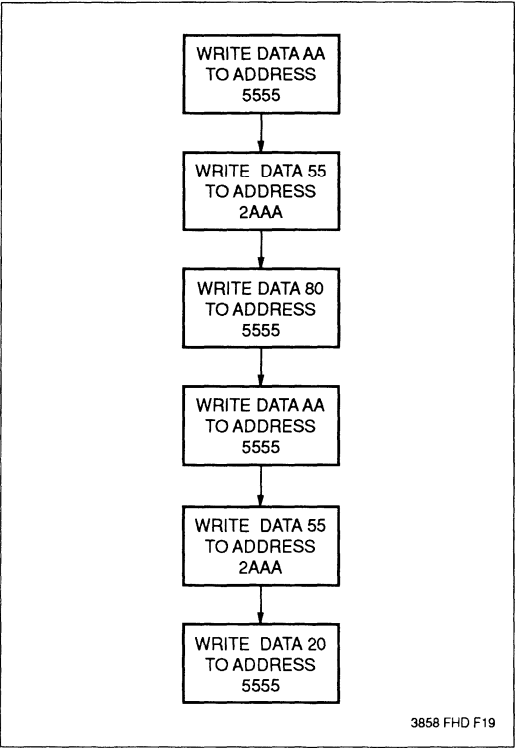 WRITE DATA AA
TO ADDRESS
5555
WRITE DATA 55
TO ADDRESS
2AAA
WRITE DATA 80
TO ADDRESS
5555
WRITE DATA AA
TO ADDRESS
5555
WRITE DATA 55
TO ADDRESS
2AAA
WRITE DATA 20
TO ADDRESS
5555
3858 FHD F19